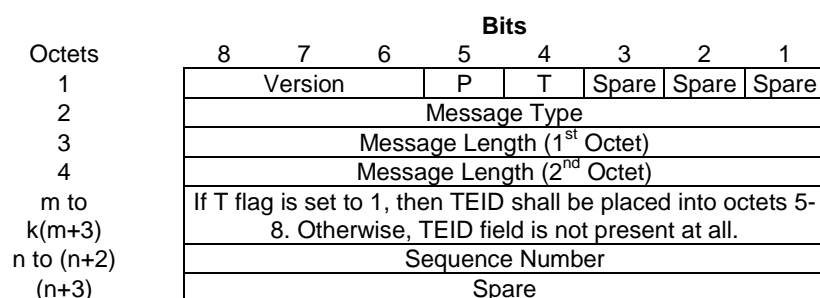 Bits
Octets 8 7 6 5 4 3 2 1
1 Version P T Spare Spare Spare
2 Message Type
3 Message Length (1st Octet)
4 Message Length (2nd Octet)
m to If T flag is set to 1, then TEID shall be placed into octets 5-
k(m+3) 8. Otherwise, TEID field is not present at all.
n to (n+2) Sequence Number
(n+3) Spare